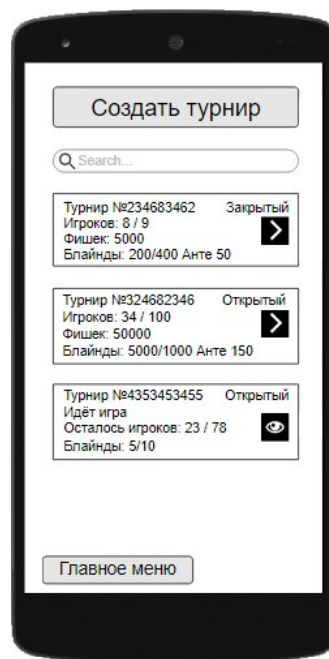 Создать турнир
Search...
Турнир №234683462 Закрытый
Игроков: 8 / 9
Фишек: 5000
Блайнды: 200/400 Анте 50
Турнир №324682346 Открытый
Игроков: 34 / 100
Фишек: 50000
Блайнды: 5000/1000 Анте 150
Турнир №4353453455 Открытый
Идёт игра
Осталось игроков: 23 / 78
Блайнды: 5/10
Главное меню